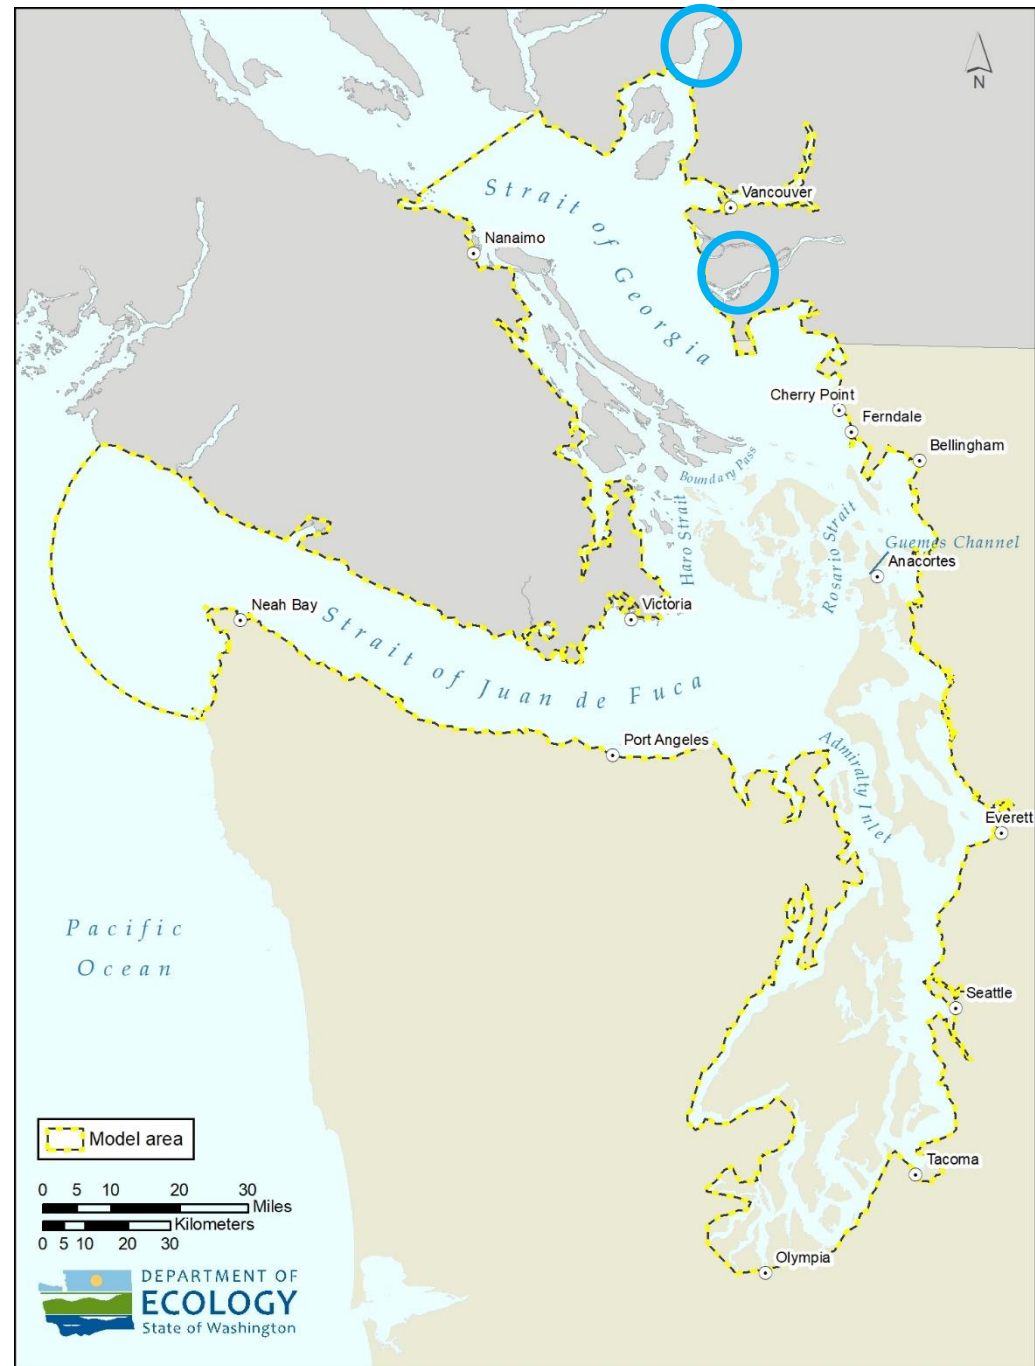 N
Vancouver
Strait of Georgia
Nanaimo
Cherry Point
Ferndale
Bellingham
Boundary Pass
Haro Strait
Rosario Strait
Guemes Channel
Anacortes
Neah Bay
Victoria
Strait of Juan de Fuca
Port Angeles
Admiralty Inlet
Everett
Pacific
Ocean
Seattle
Model area
Tacoma
0 5 10 20 30
Miles
Kilometers
0 5 10 20 30
Olympia
DEPARTMENT OF
ECOLOGY
State of Washington